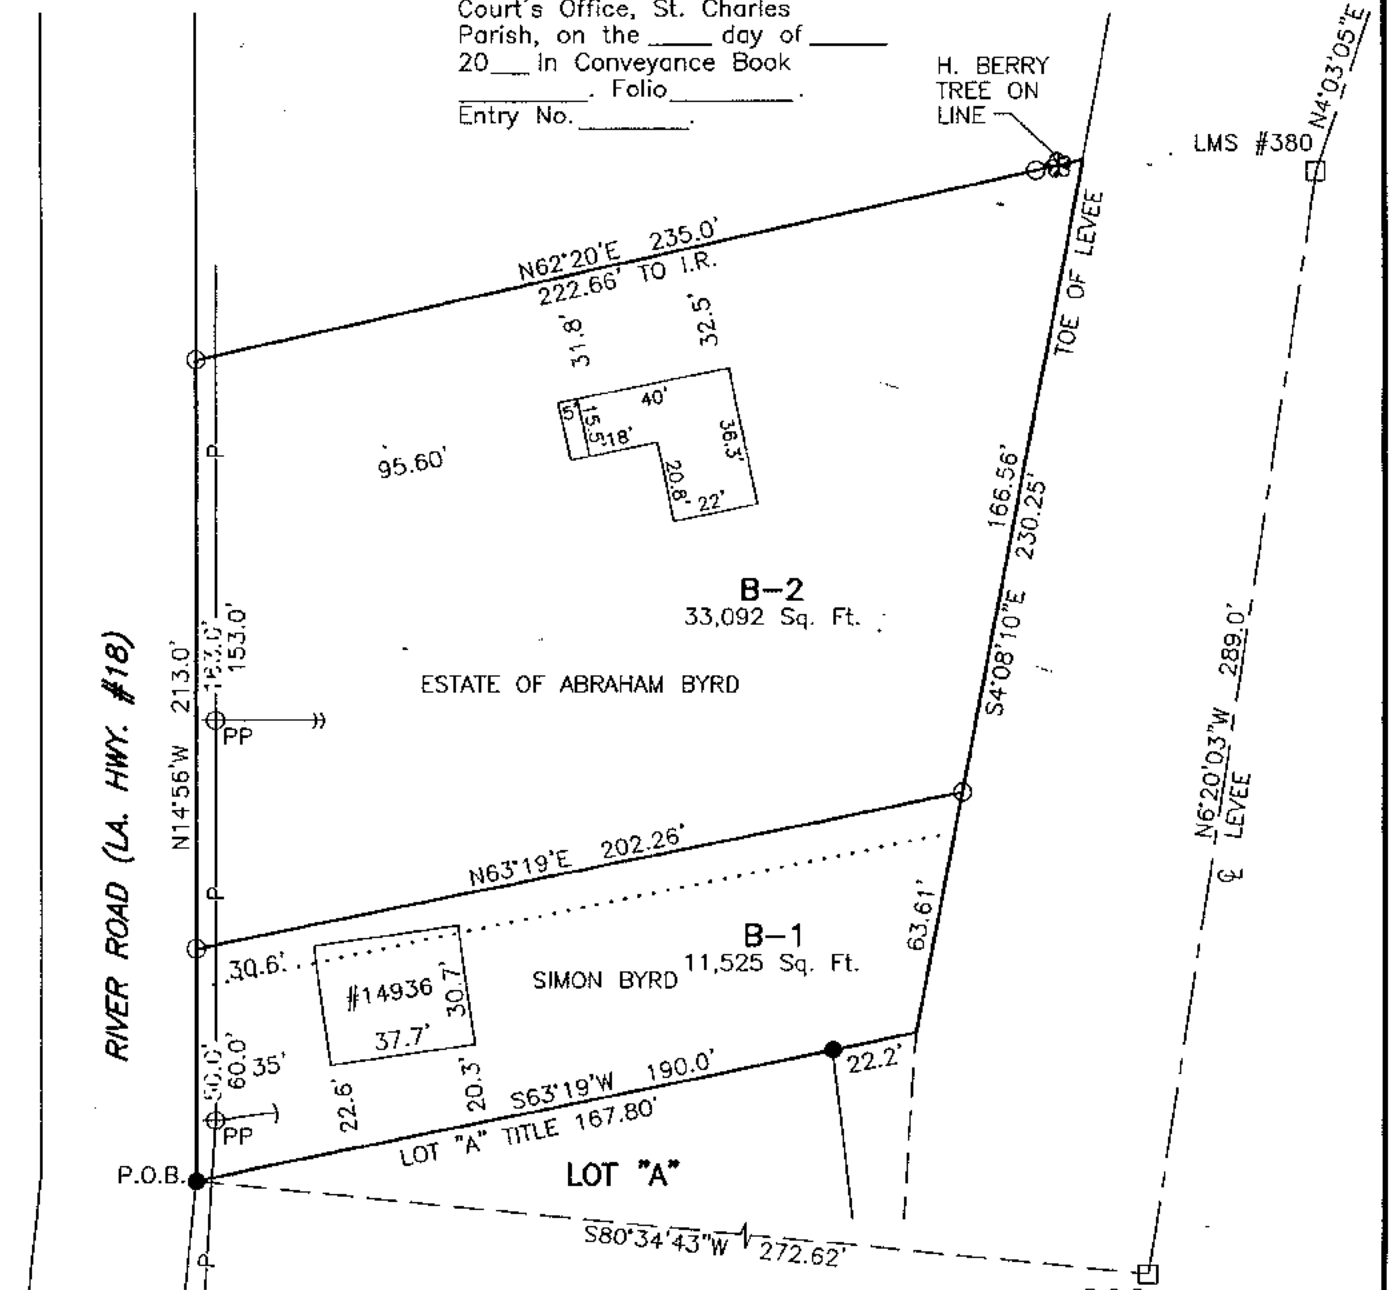 Court's Office, St. Charles
Parish, on the ____ day of _____
20___ In Conveyance Book
________. Folio________.
Entry No.________.
H. BERRY
TREE ON
LINE
LMS #380
N4°03'05"E
N62°20'E 235.0'
222.66' TO I.R.
31.8'
32.5'
TOE OF LEVEE
5'
15.5'
40'
18'
36.3'
20.8'
22'
95.60'
P
166.56'
S4°08'10"E 230.25'
B-2
33,092 Sq. Ft.
ESTATE OF ABRAHAM BYRD
RIVER ROAD (LA. HWY. #18)
N14°56'W 213.0'
163.0'
153.0'
PP
N6°20'03"W 289.0'
℄ LEVEE
N63°19'E 202.26'
P
63.61'
B-1
11,525 Sq. Ft.
SIMON BYRD
30.6'
#14936
30.7'
37.7'
50.0'
60.0'
35'
22.6'
20.3'
S63°19'W 190.0'
22.2'
LOT "A" TITLE 167.80'
PP
P.O.B.
LOT "A"
S80°34'43"W 272.62'
P